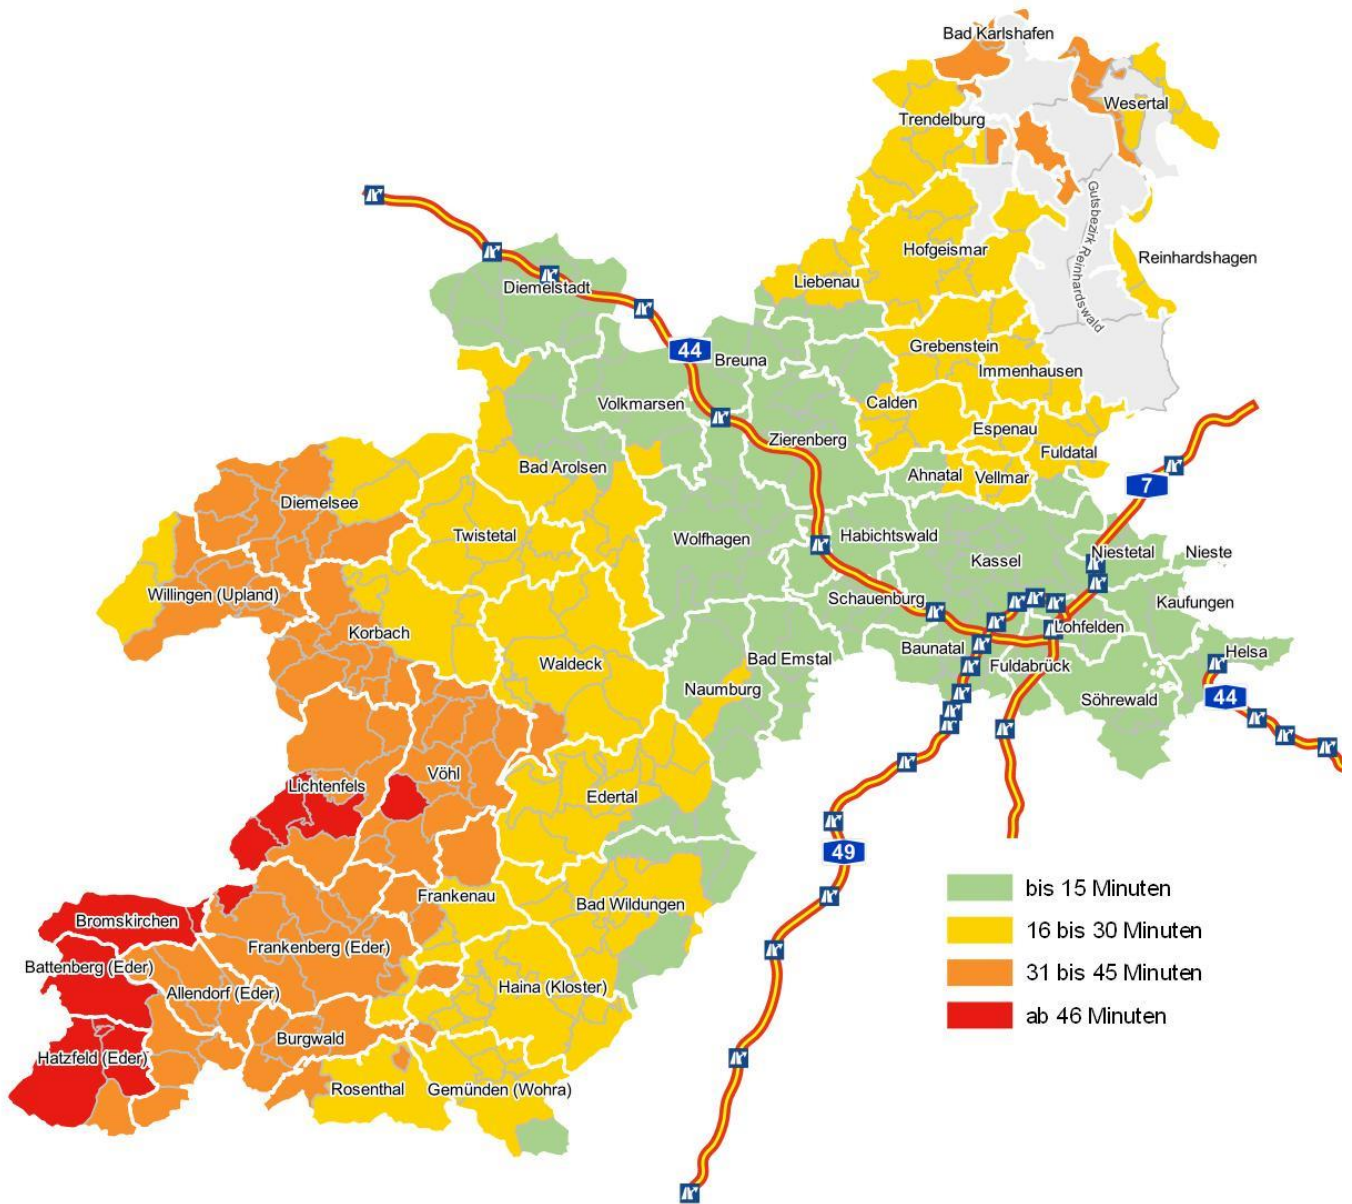 Bad Karlshafen
Wesertal
Trendelburg
Gutsbezirk Reinhardswald
Hofgeismar
Reinhardshagen
Liebenau
Diemelstadt
Grebenstein
44
Breuna
Immenhausen
Volkmarsen
Calden
Espenau
Zierenberg
Fuldatal
Bad Arolsen
Ahnatal
Vellmar
7
Diemelsee
Twistetal
Wolfhagen
Habichtswald
Kassel
Niestetal
Nieste
Willingen (Upland)
Schauenburg
Kaufungen
Korbach
Lohfelden
Baunatal
Helsa
Waldeck
Bad Emstal
Fuldabrück
Naumburg
Söhrewald
44
Vöhl
Lichtenfels
Edertal
49
bis 15 Minuten
Frankenau
Bad Wildungen
Bromskirchen
16 bis 30 Minuten
Frankenberg (Eder)
Battenberg (Eder)
31 bis 45 Minuten
Allendorf (Eder)
Haina (Kloster)
ab 46 Minuten
Burgwald
Hatzfeld (Eder)
Rosenthal
Gemünden (Wohra)